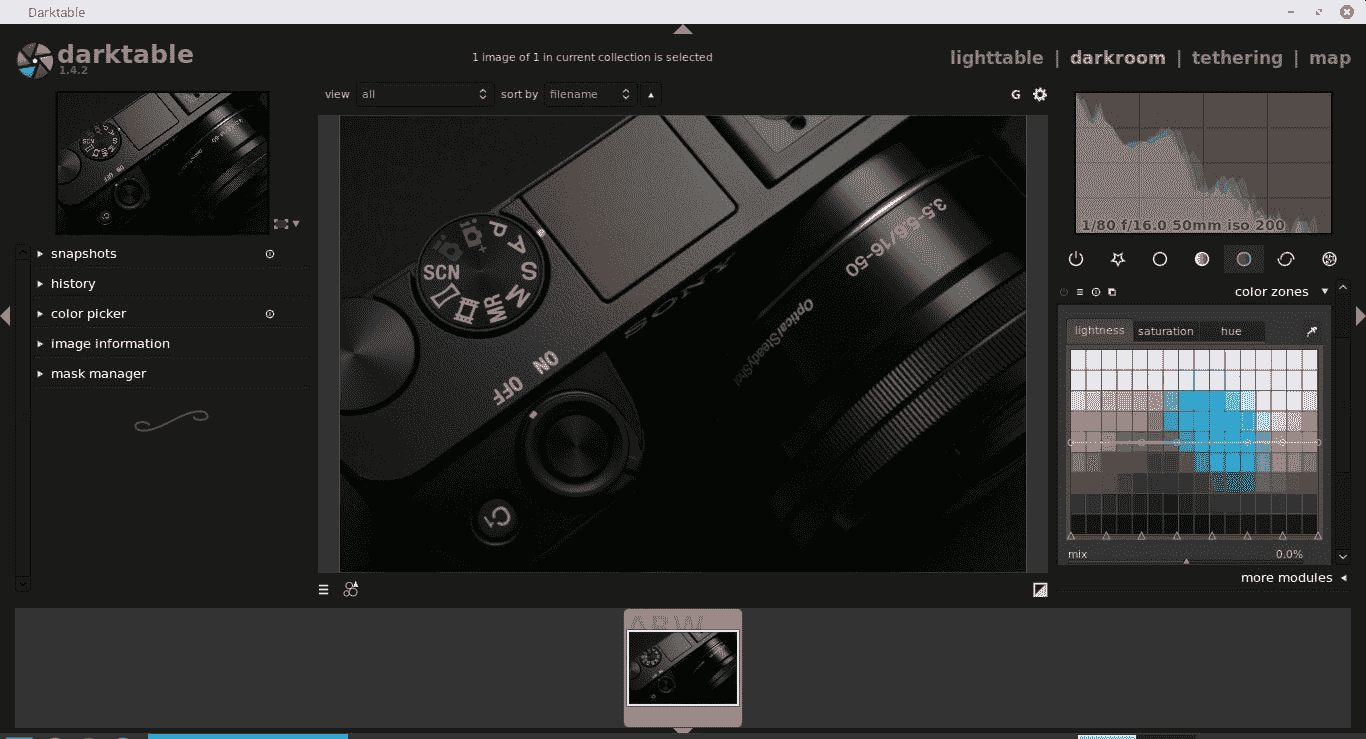 Darktable
darktable
1.4.2
1 image of 1 in current collection is selected
lighttable | darkroom | tethering | map
view all sort by filename
G
snapshots
history
color picker
image information
mask manager
SCN
P
A
S
M
MR
ON
OFF
C1
SONY
3.5-5.6/16-50
OpticalSteadyShot
1/80 f/16.0 50mm iso 200
color zones
lightness saturation hue
mix 0.0%
more modules
ARW